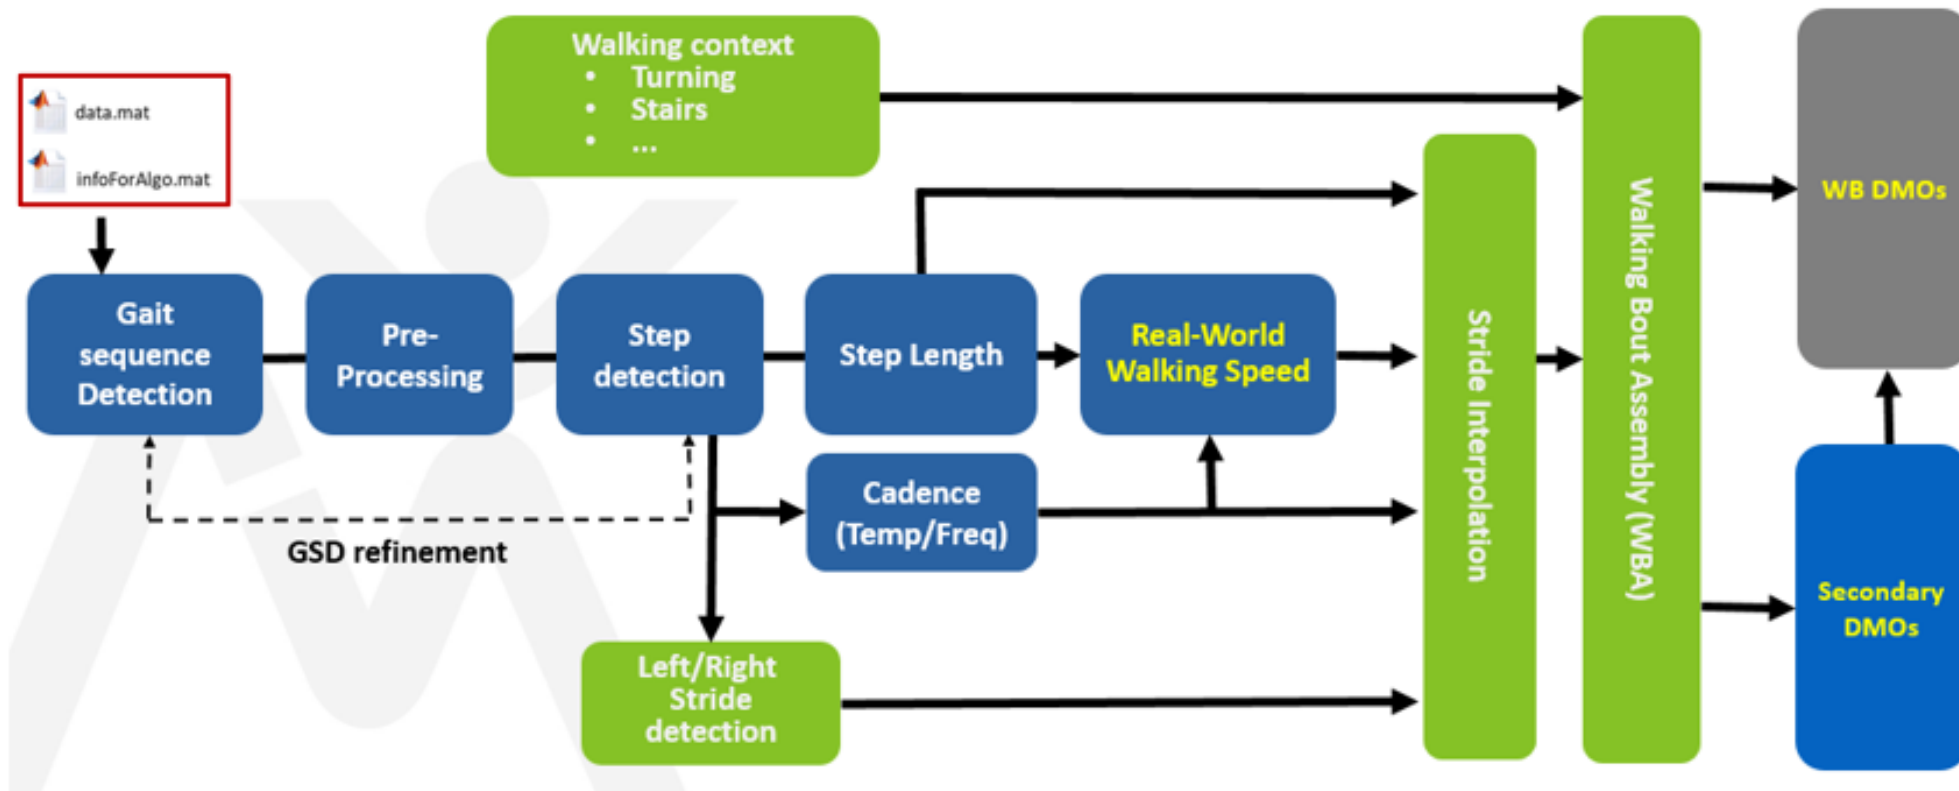 Walking context
• Turning
• Stairs
• ...
data.mat
infoForAlgo.mat
Gait
sequence
Detection
Pre-
Processing
Step
detection
Step Length
Real-World
Walking Speed
Cadence
(Temp/Freq)
GSD refinement
Left/Right
Stride
detection
Stride Interpolation
Walking Bout Assembly (WBA)
WB DMOs
Secondary
DMOs